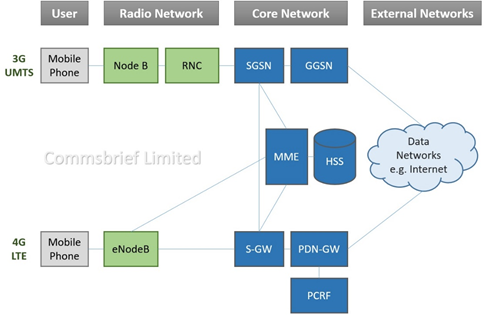 User
Radio Network
Core Network
External Networks
3G
UMTS
Mobile
Phone
Node B
RNC
SGSN
GGSN
Data
Networks
e.g. Internet
Commsbrief Limited
MME
HSS
4G
LTE
Mobile
Phone
eNodeB
S-GW
PDN-GW
PCRF